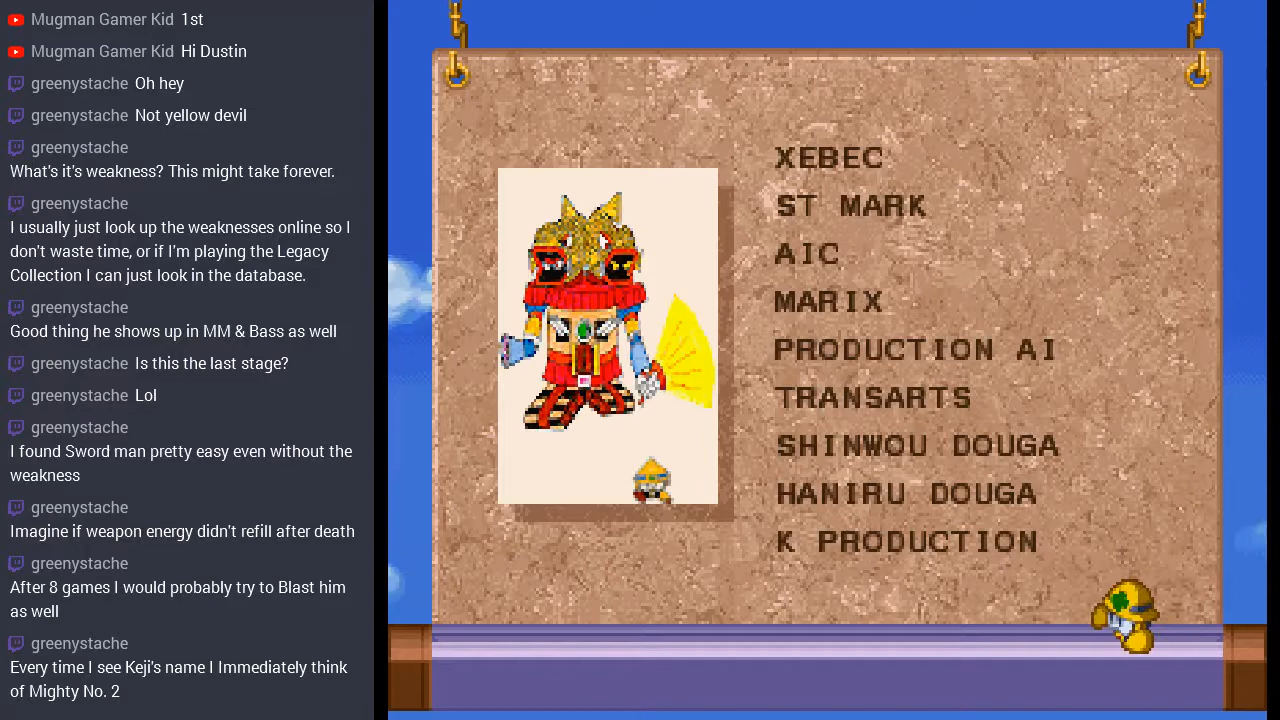 Mugman Gamer Kid 1st
Mugman Gamer Kid Hi Dustin
greenystache Oh hey
greenystache Not yellow devil
greenystache
What's it's weakness? This might take forever.
greenystache
I usually just look up the weaknesses online so I
don't waste time, or if I'm playing the Legacy
Collection I can just look in the database.
greenystache
Good thing he shows up in MM & Bass as well
greenystache Is this the last stage?
greenystache Lol
greenystache
I found Sword man pretty easy even without the
weakness
greenystache
Imagine if weapon energy didn't refill after death
greenystache
After 8 games I would probably try to Blast him
as well
greenystache
Every time I see Keji's name I Immediately think
of Mighty No. 2
XEBEC
ST MARK
AIC
MARIX
PRODUCTION AI
TRANSARTS
SHINWOU DOUGA
HANIRU DOUGA
K PRODUCTION